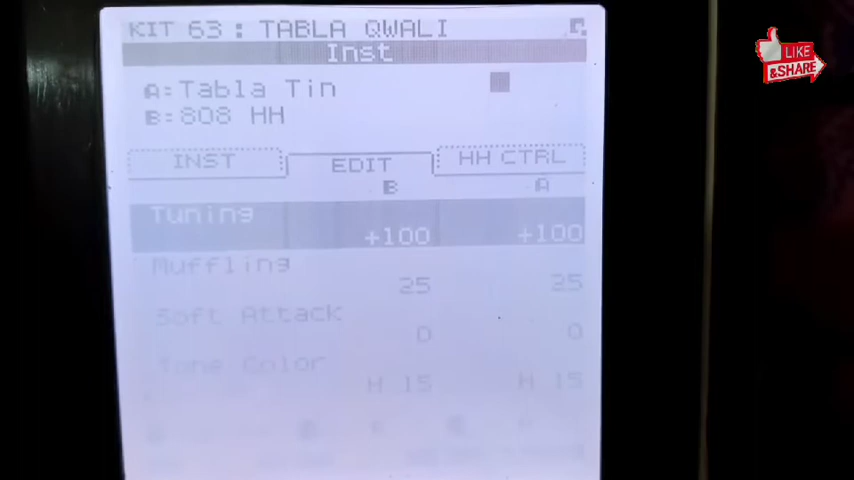 KIT 63: TABLA QWALI
Inst
A:Tabla Tin
B:808 HH
INST EDIT HH CTRL
B A
Tuning
+100 +100
Muffling
25 25
Soft Attack
0 0
Tone Color
H 15 H 15
LIKE
&SHARE